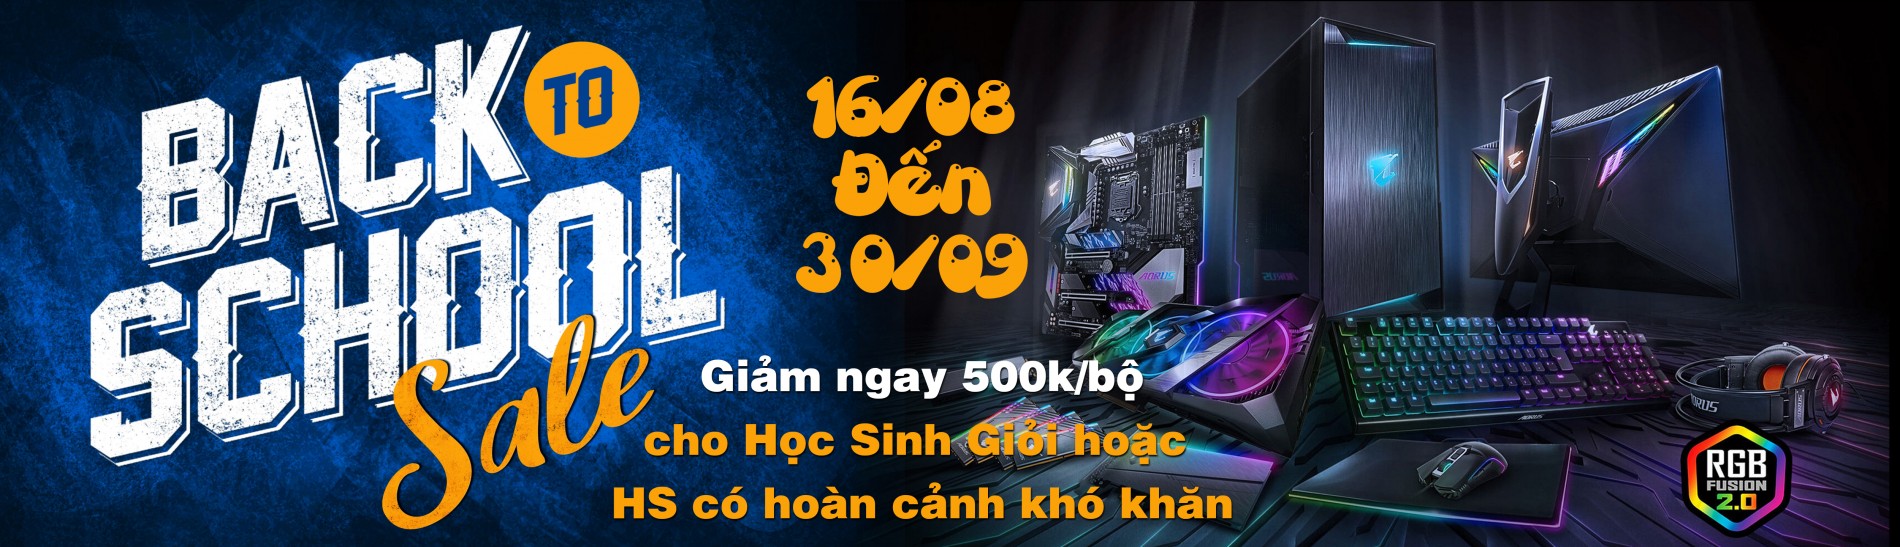 BACK TO
SCHOOL
Sale
16/08
Đến
30/09
Giảm ngay 500k/bộ
cho Học Sinh Giỏi hoặc
HS có hoàn cảnh khó khăn
AORUS
AORUS
AORUS
AORUS
RGB
FUSION
2.0